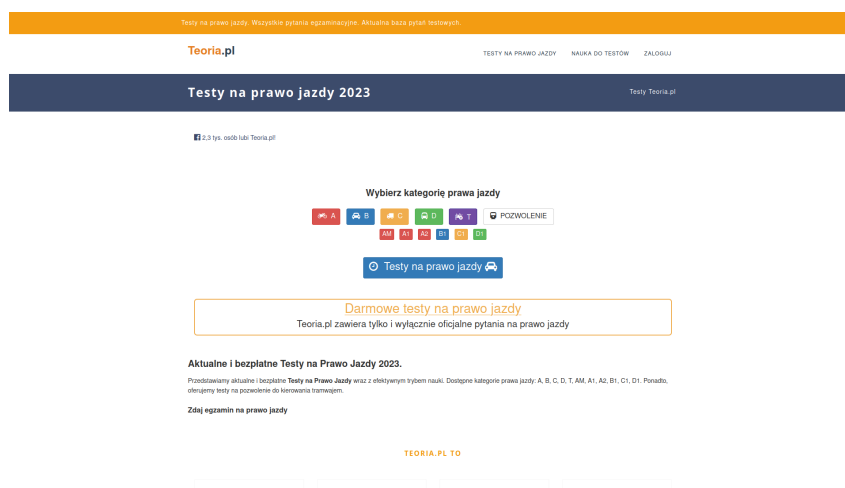 Testy na prawo jazdy. Wszystkie pytania egzaminacyjne. Aktualna baza pytań testowych.
Teoria.pl
TESTY NA PRAWO JAZDY NAUKA DO TESTÓW ZALOGUJ
Testy na prawo jazdy 2023
Testy Teoria.pl
2,3 tys. osób lubi Teoria.pl!
Wybierz kategorię prawa jazdy
A B C D T POZWOLENIE
AM A1 A2 B1 C1 D1
Testy na prawo jazdy
Darmowe testy na prawo jazdy
Teoria.pl zawiera tylko i wyłącznie oficjalne pytania na prawo jazdy
Aktualne i bezpłatne Testy na Prawo Jazdy 2023.
Przedstawiamy aktualne i bezpłatne Testy na Prawo Jazdy wraz z efektywnym trybem nauki. Dostępne kategorie prawa jazdy: A, B, C, D, T, AM, A1, A2, B1, C1, D1. Ponadto,
oferujemy testy na pozwolenie do kierowania tramwajem.
Zdaj egzamin na prawo jazdy
TEORIA.PL TO